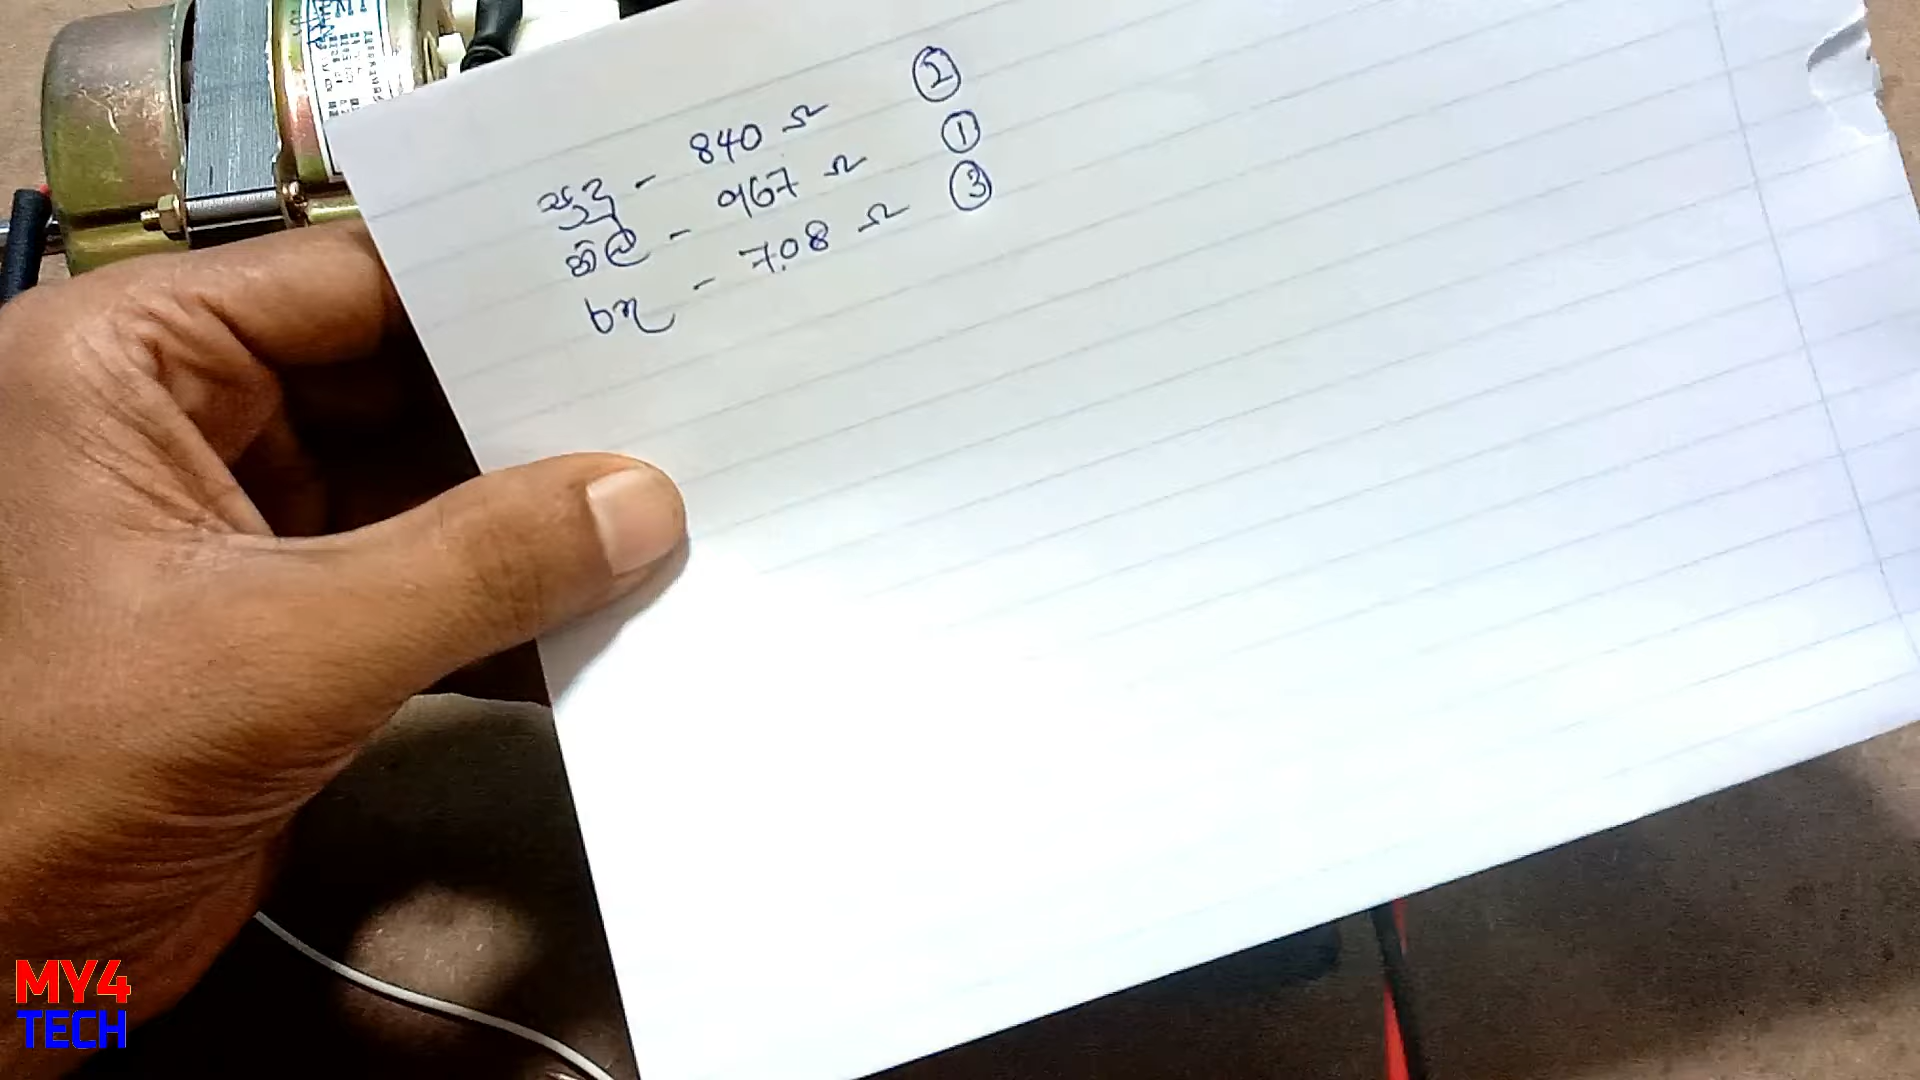 සුදු - 840 Ω ②
නිල් - 967 Ω ①
රතු - 7.08 Ω ③
MY4
TECH